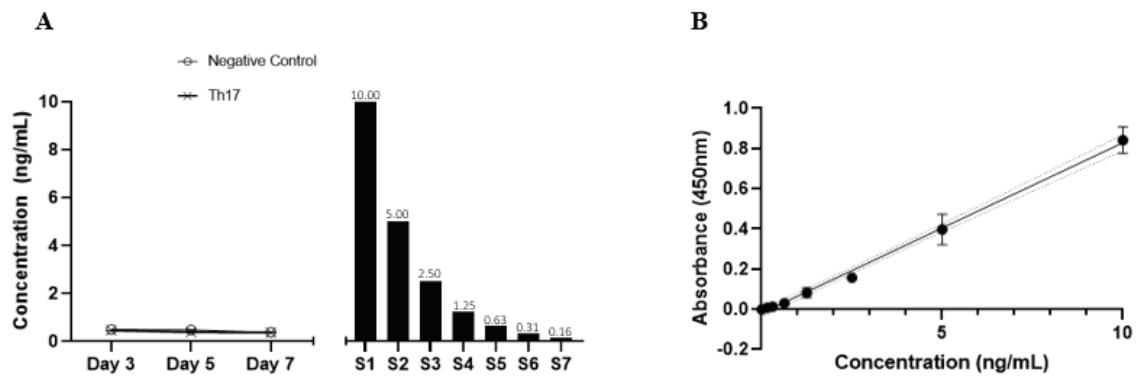 A
Negative Control
Th17
Concentration (ng/mL)
10
8
6
4
2
0
Day 3 Day 5 Day 7
10.00
5.00
2.50
1.25
0.63
0.31
0.16
S1 S2 S3 S4 S5 S6 S7
B
Absorbance (450nm)
1.0
0.8
0.6
0.4
0.2
0.0
-0.2
5 10
Concentration (ng/mL)